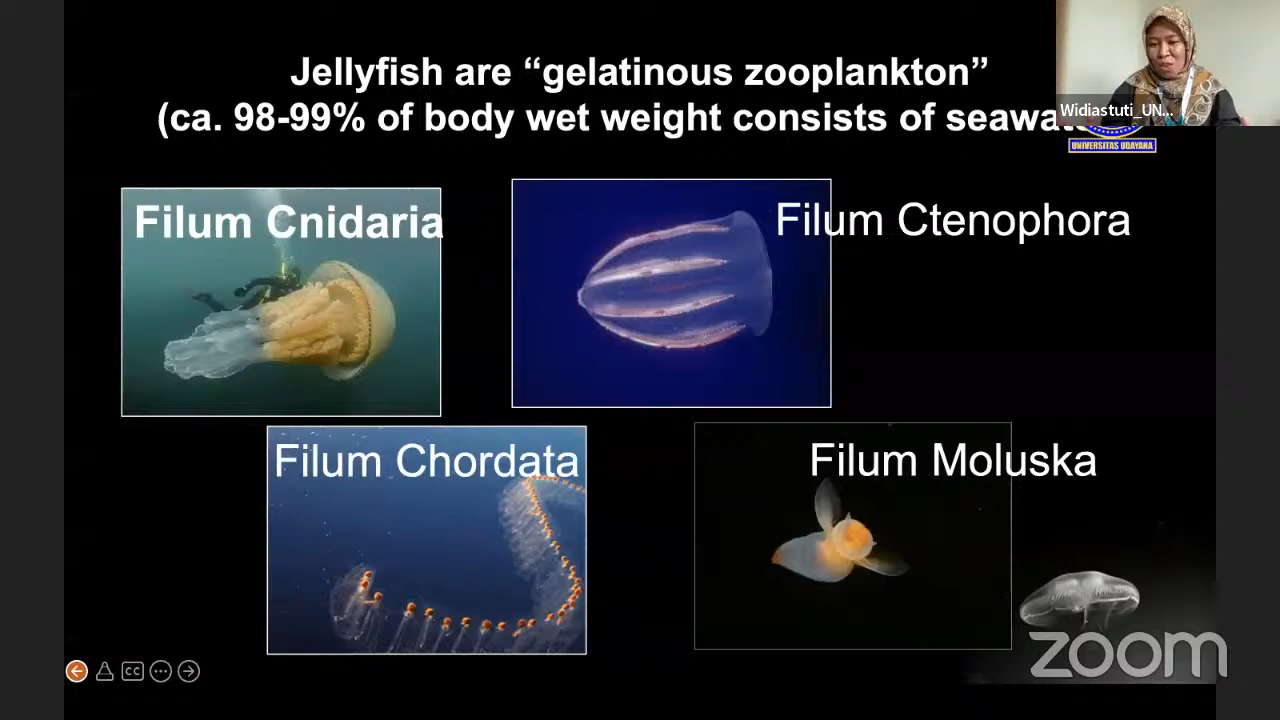 Jellyfish are “gelatinous zooplankton”
(ca. 98-99% of body wet weight consists of seawat
Widiastuti_UN...
UNIVERSITAS UDAYANA
Filum Cnidaria
Filum Ctenophora
Filum Chordata
Filum Moluska
CC
zoom